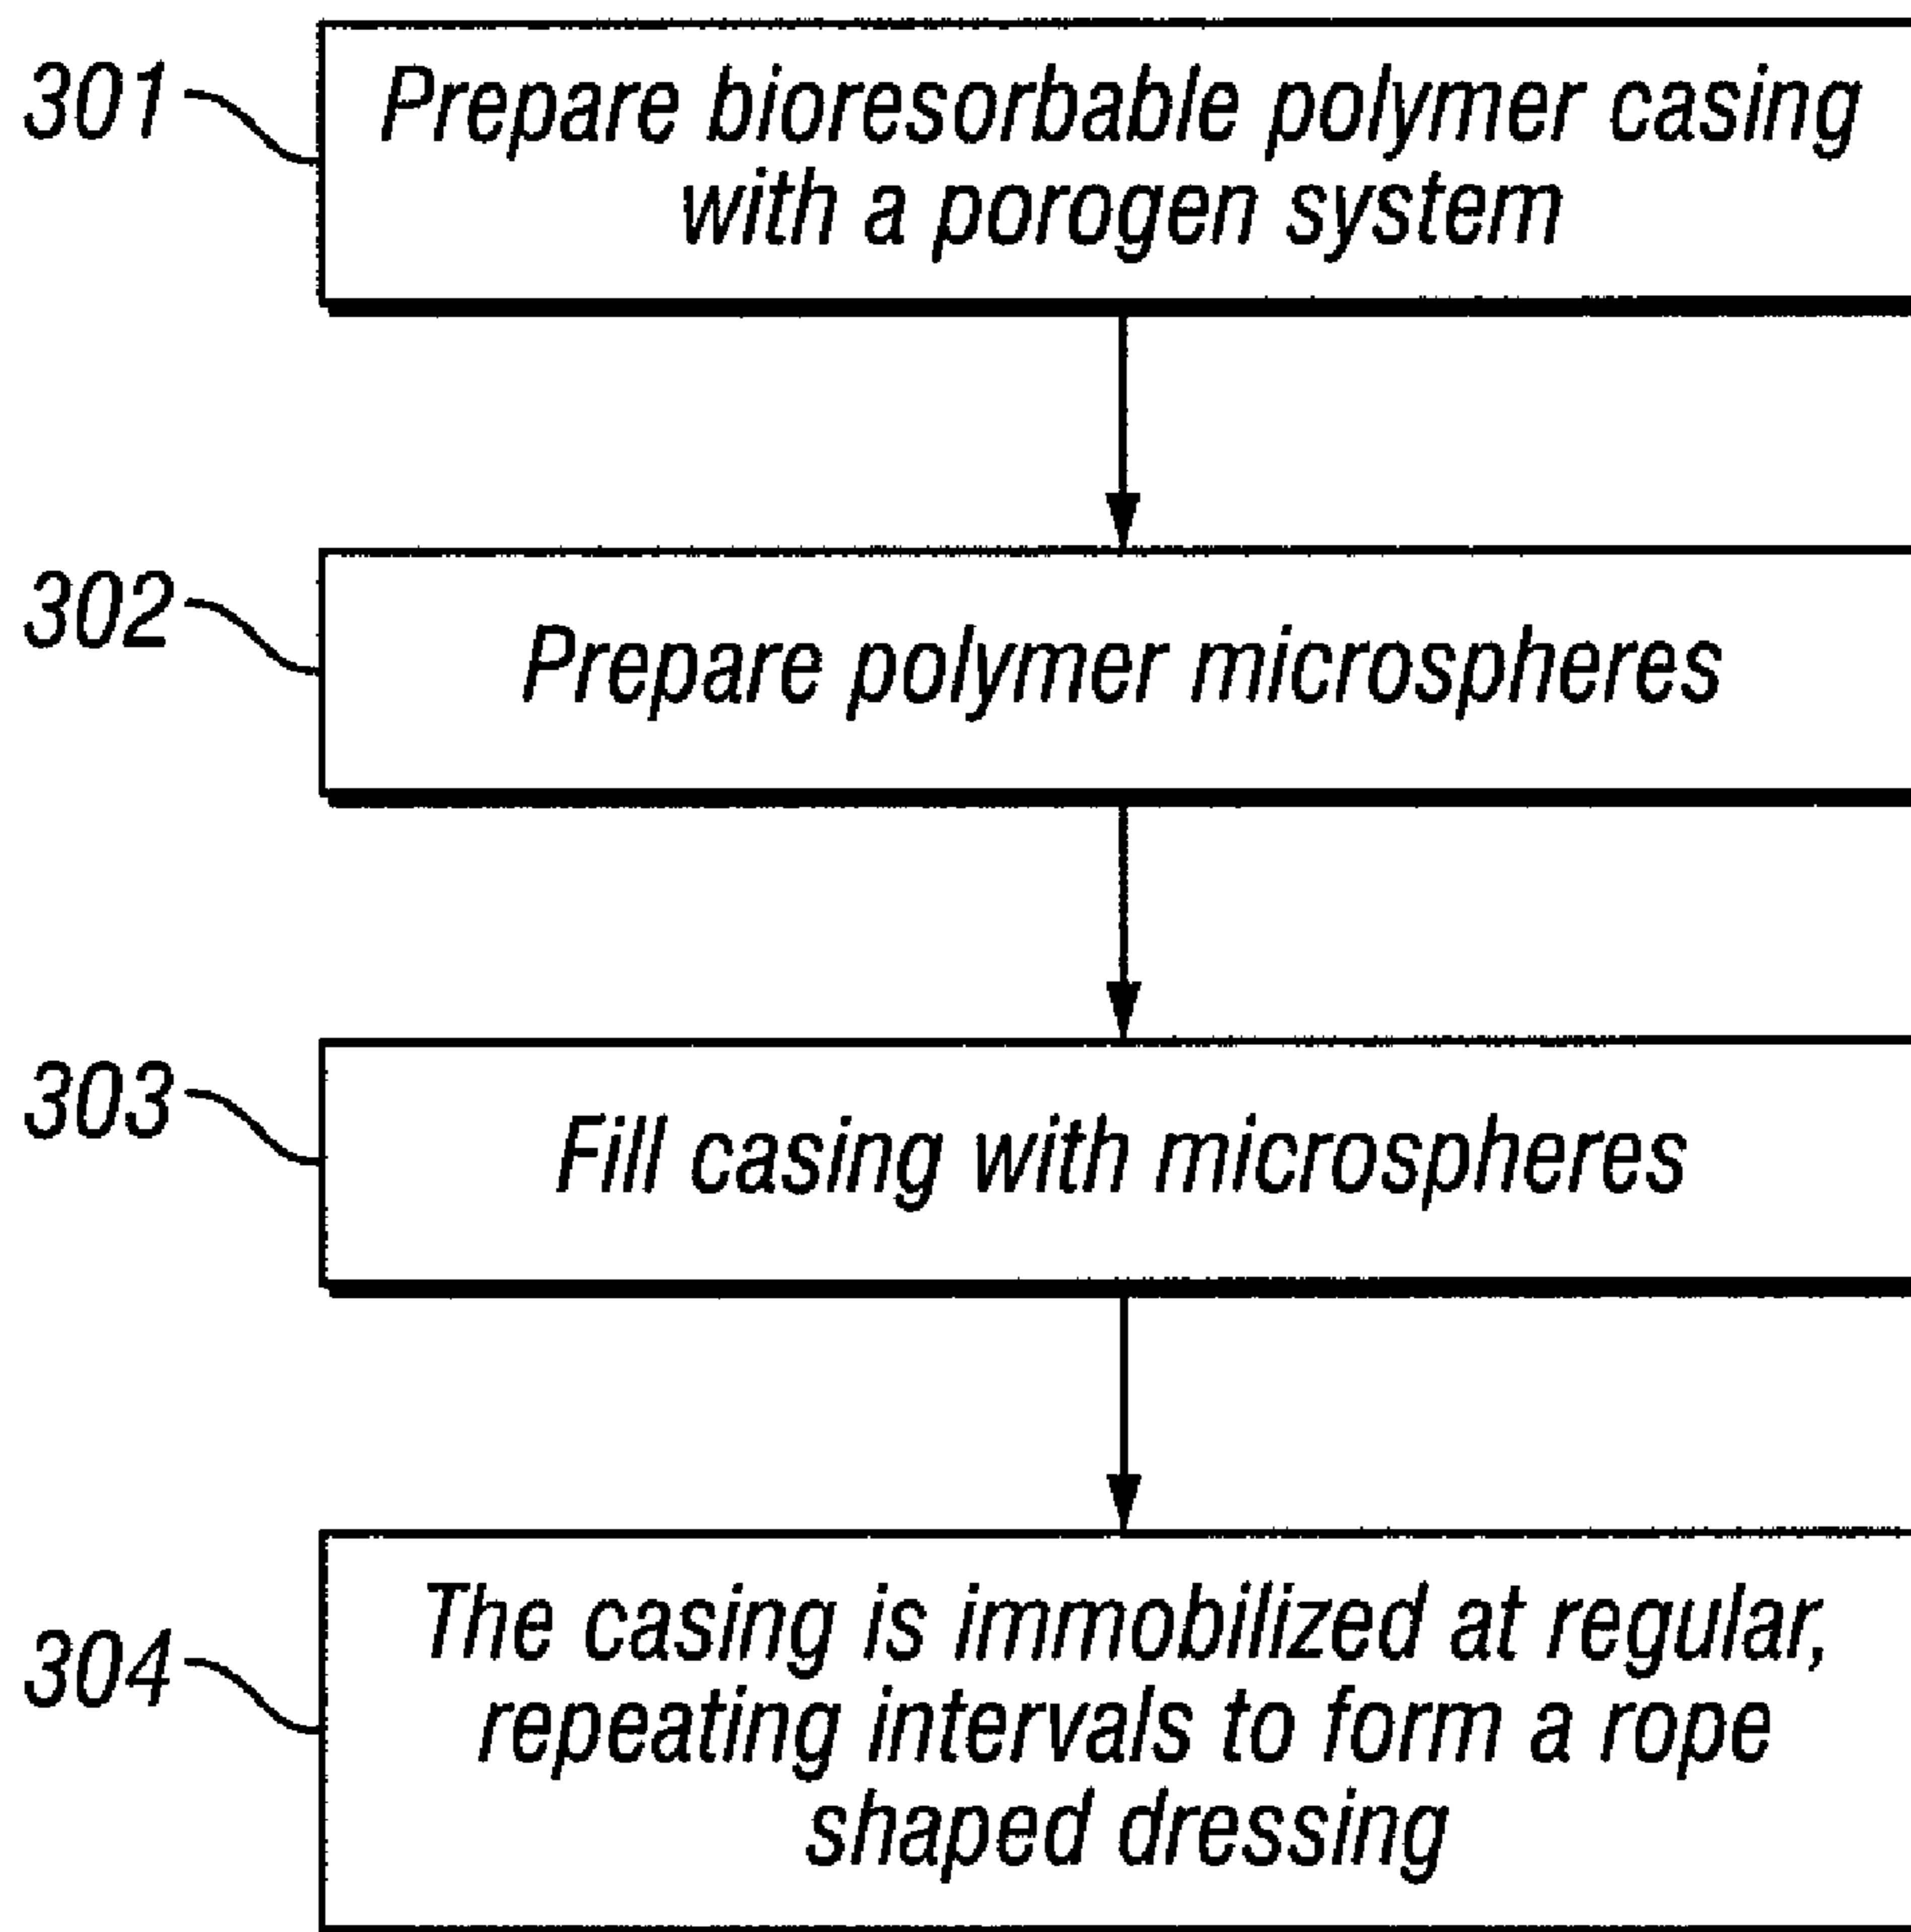 301
Prepare bioresorbable polymer casing
with a porogen system
302
Prepare polymer microspheres
303
Fill casing with microspheres
304
The casing is immobilized at regular,
repeating intervals to form a rope
shaped dressing